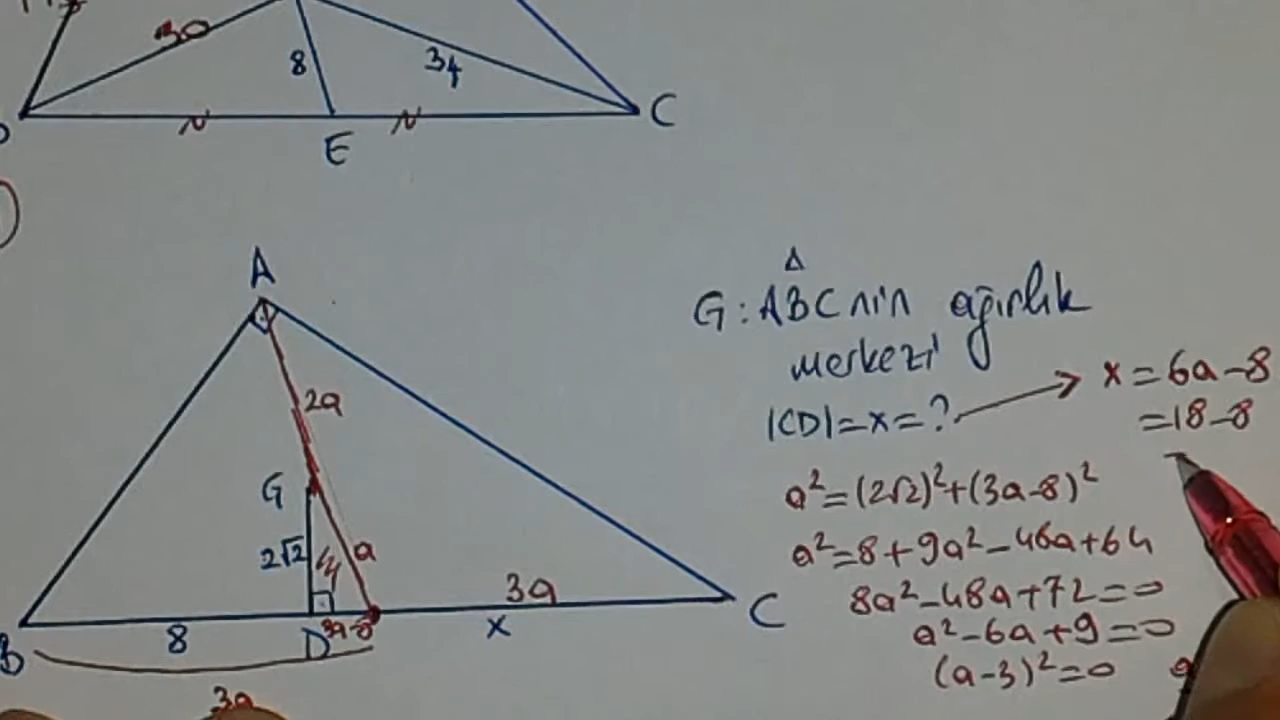 30
8
34
C
E
A
G : ABC nin ağırlık
merkezi
|CD| = x = ?
x = 6a - 8
= 18 - 8
2a
G
2√2
a
a² = (2√2)² + (3a-8)²
a² = 8 + 9a² - 48a + 64
8a² - 48a + 72 = 0
a² - 6a + 9 = 0
(a-3)² = 0
3a
B
8
D
3a-8
x
C
3a